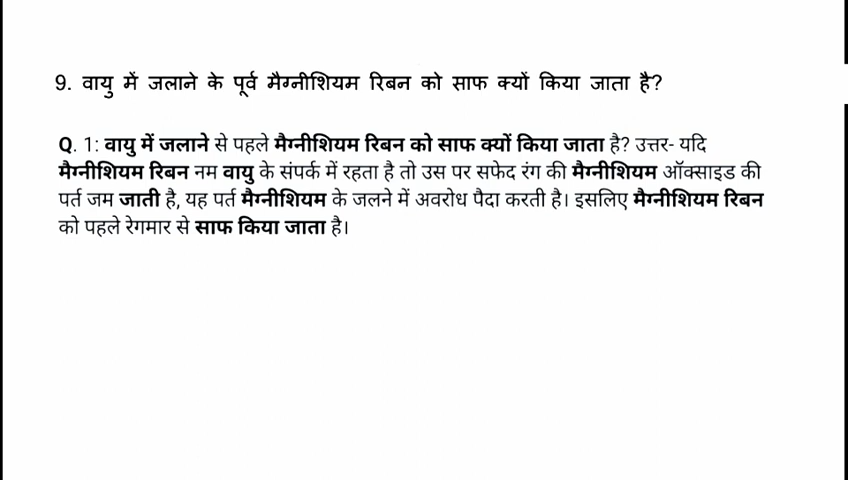 9. वायु में जलाने के पूर्व मैग्नीशियम रिबन को साफ क्यों किया जाता है?
Q. 1: वायु में जलाने से पहले मैग्नीशियम रिबन को साफ क्यों किया जाता है? उत्तर- यदि
मैग्नीशियम रिबन नम वायु के संपर्क में रहता है तो उस पर सफेद रंग की मैग्नीशियम ऑक्साइड की
पर्त जम जाती है, यह पर्त मैग्नीशियम के जलने में अवरोध पैदा करती है। इसलिए मैग्नीशियम रिबन
को पहले रेगमार से साफ किया जाता है।